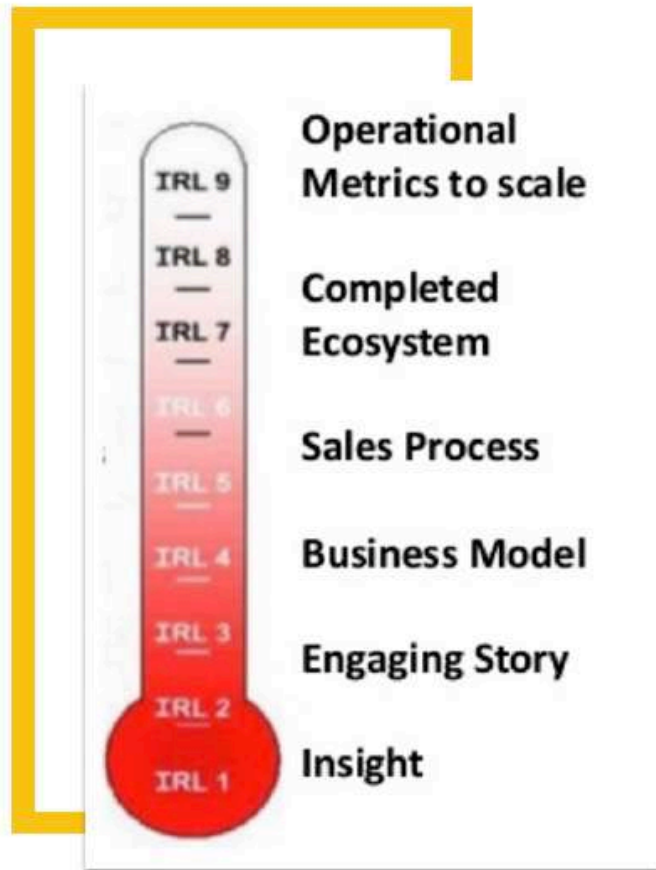 Operational
Metrics to scale
IRL 9
IRL 8
Completed
Ecosystem
IRL 7
IRL 6
Sales Process
IRL 5
IRL 4
Business Model
IRL 3
Engaging Story
IRL 2
Insight
IRL 1